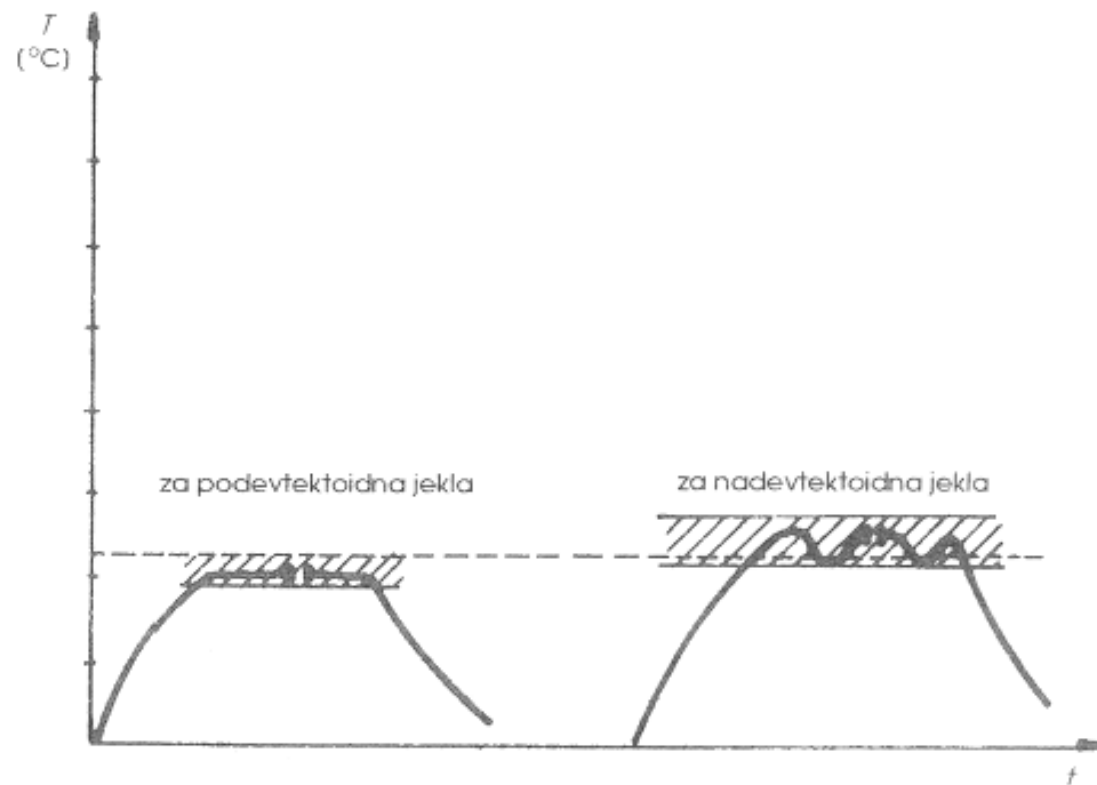 T
(°C)
za podevtektoidna jekla
za nadevtektoidna jekla
t